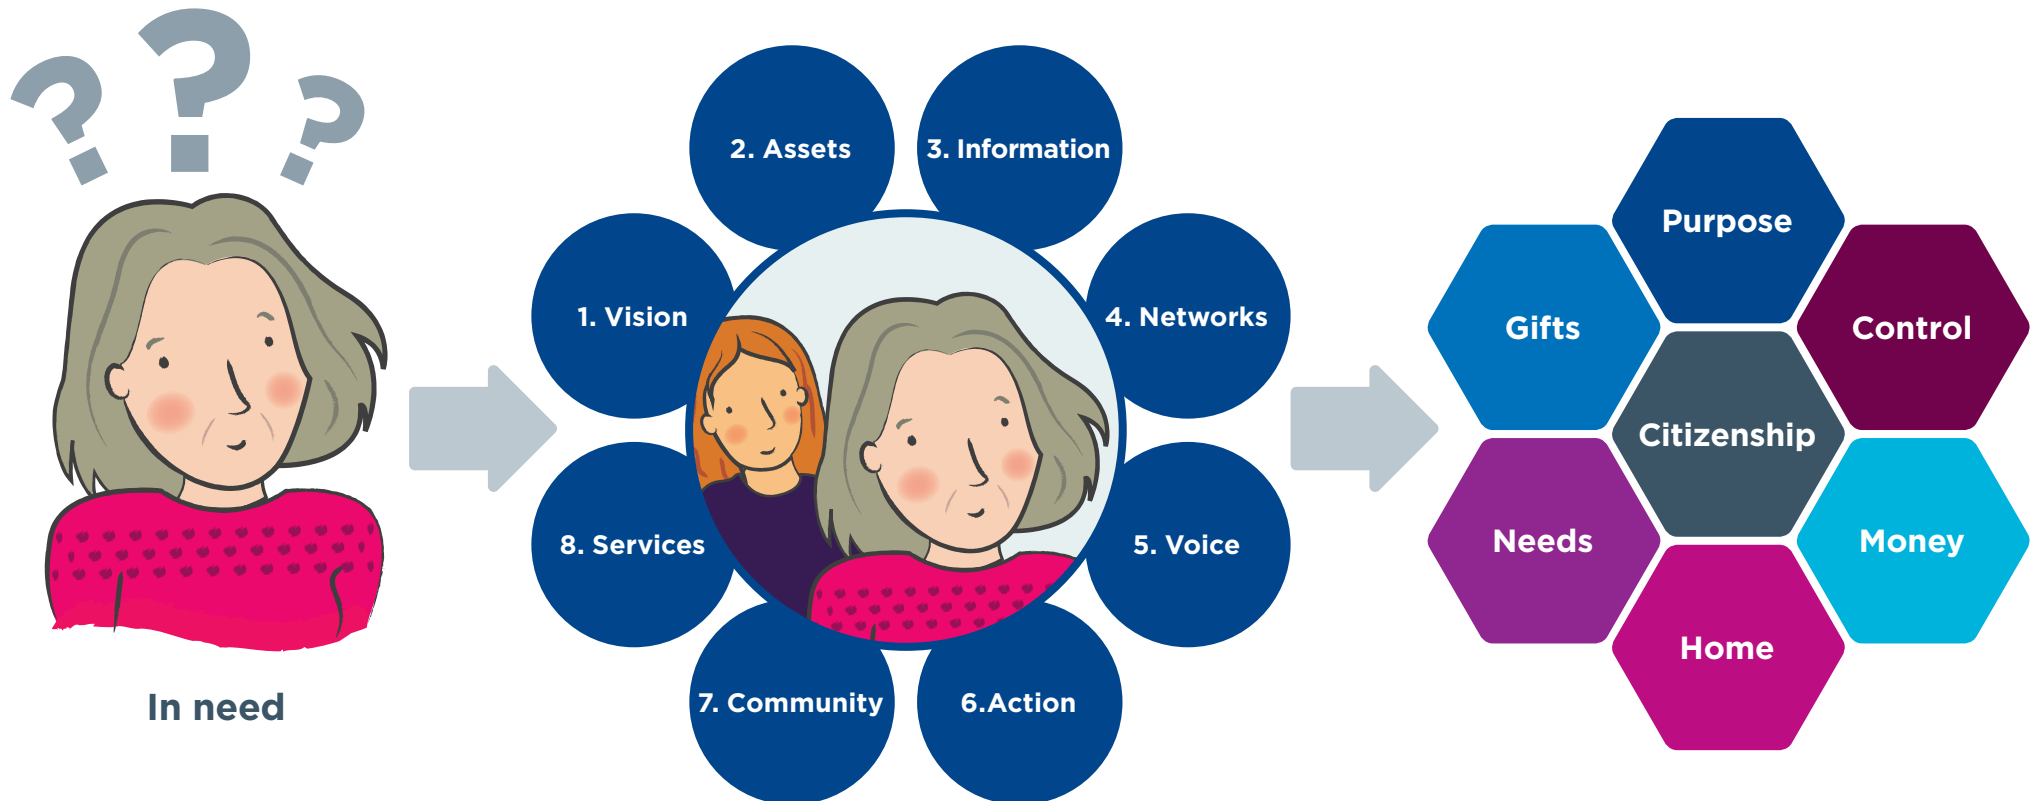 ? ? ?
In need
1. Vision
2. Assets
3. Information
4. Networks
5. Voice
6.Action
7. Community
8. Services
Purpose
Gifts
Control
Citizenship
Needs
Money
Home